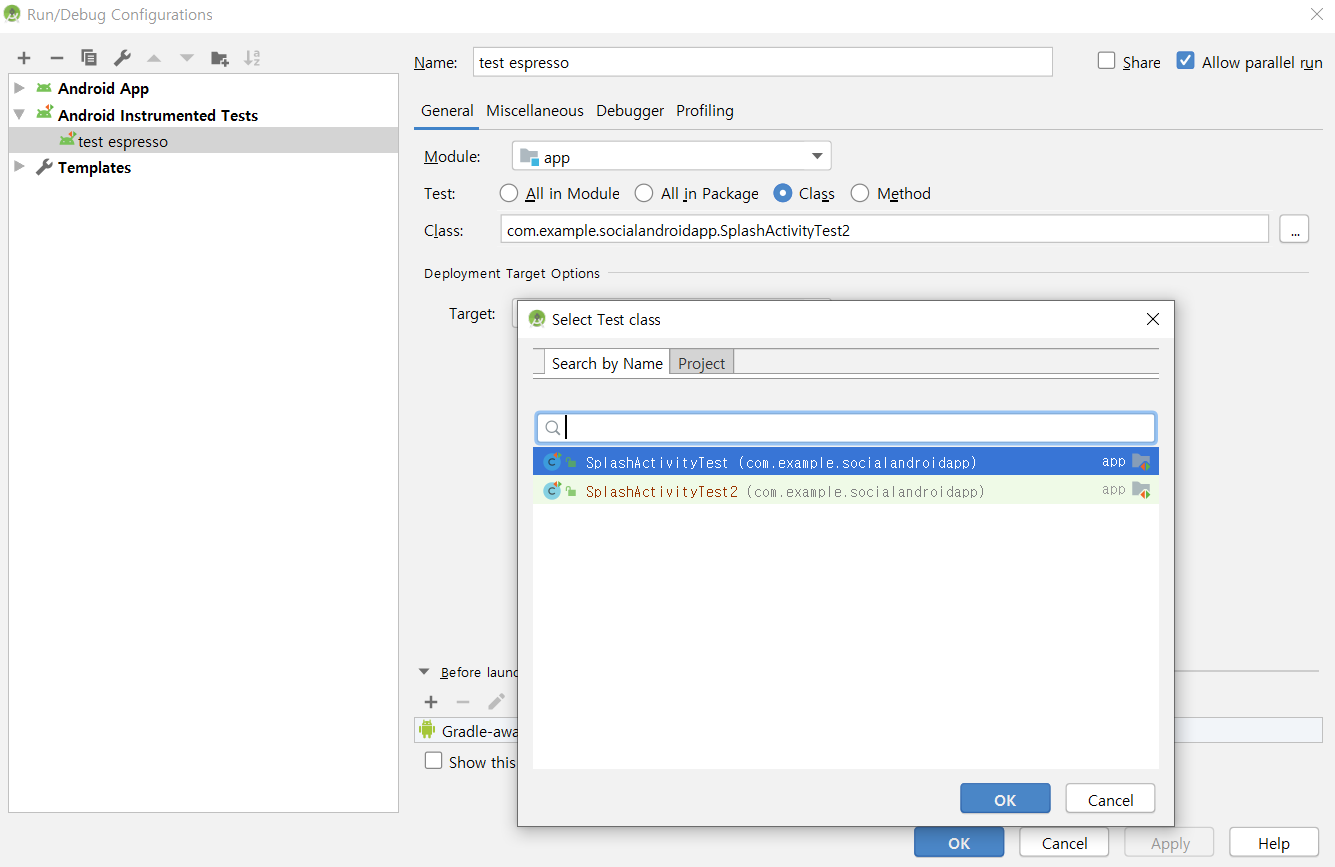 Run/Debug Configurations
Name: test espresso Share Allow parallel run
Android App
Android Instrumented Tests
test espresso
Templates
General Miscellaneous Debugger Profiling
Module: app
Test: All in Module All in Package Class Method
Class: com.example.socialandroidapp.SplashActivityTest2 ...
Deployment Target Options
Target:
Select Test class
Search by Name Project
SplashActivityTest (com.example.socialandroidapp) app
SplashActivityTest2 (com.example.socialandroidapp) app
Before launc
Gradle-awa
Show this
OK Cancel
OK Cancel Apply Help